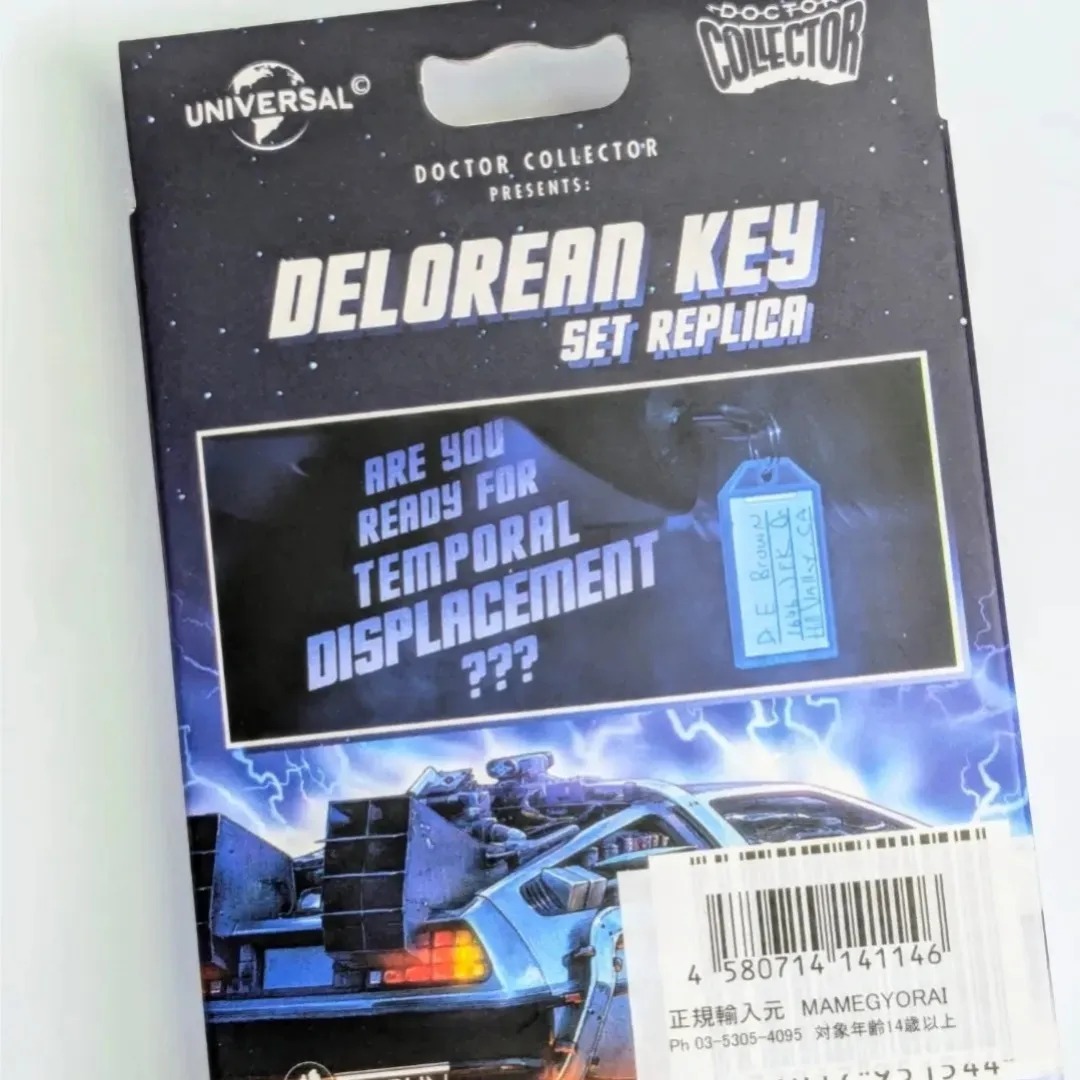 UNIVERSAL©
DOCTOR
COLLECTOR
DOCTOR COLLECTOR
PRESENTS:
DELOREAN KEY
SET REPLICA
ARE YOU
READY FOR
TEMPORAL
DISPLACEMENT
???
D E Brown
1646 JFK Dr
Hill Valley, CA
4 580714 141146
正規輸入元 MAMEGYORAI
Ph 03-5305-4095 対象年齢14歳以上
951544